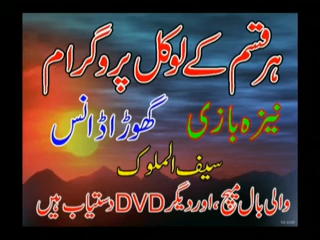 ہر قسم کے لوکل پروگرام
نیزہ بازی گھوڑا ڈانس
سیف الملوک
والی بال میچ ، اور دیگر DVD دستیاب ہیں